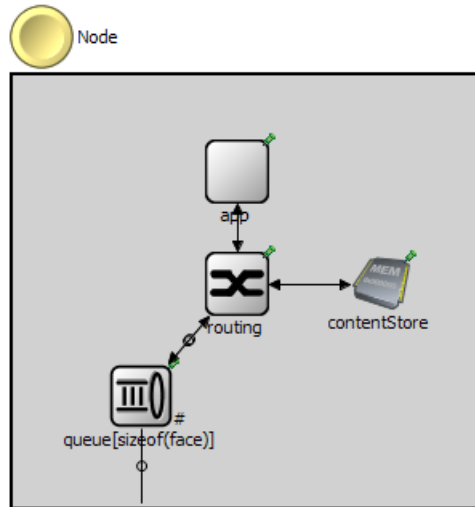 Node
app
routing
MEM
contentStore
#
queue[sizeof(face)]